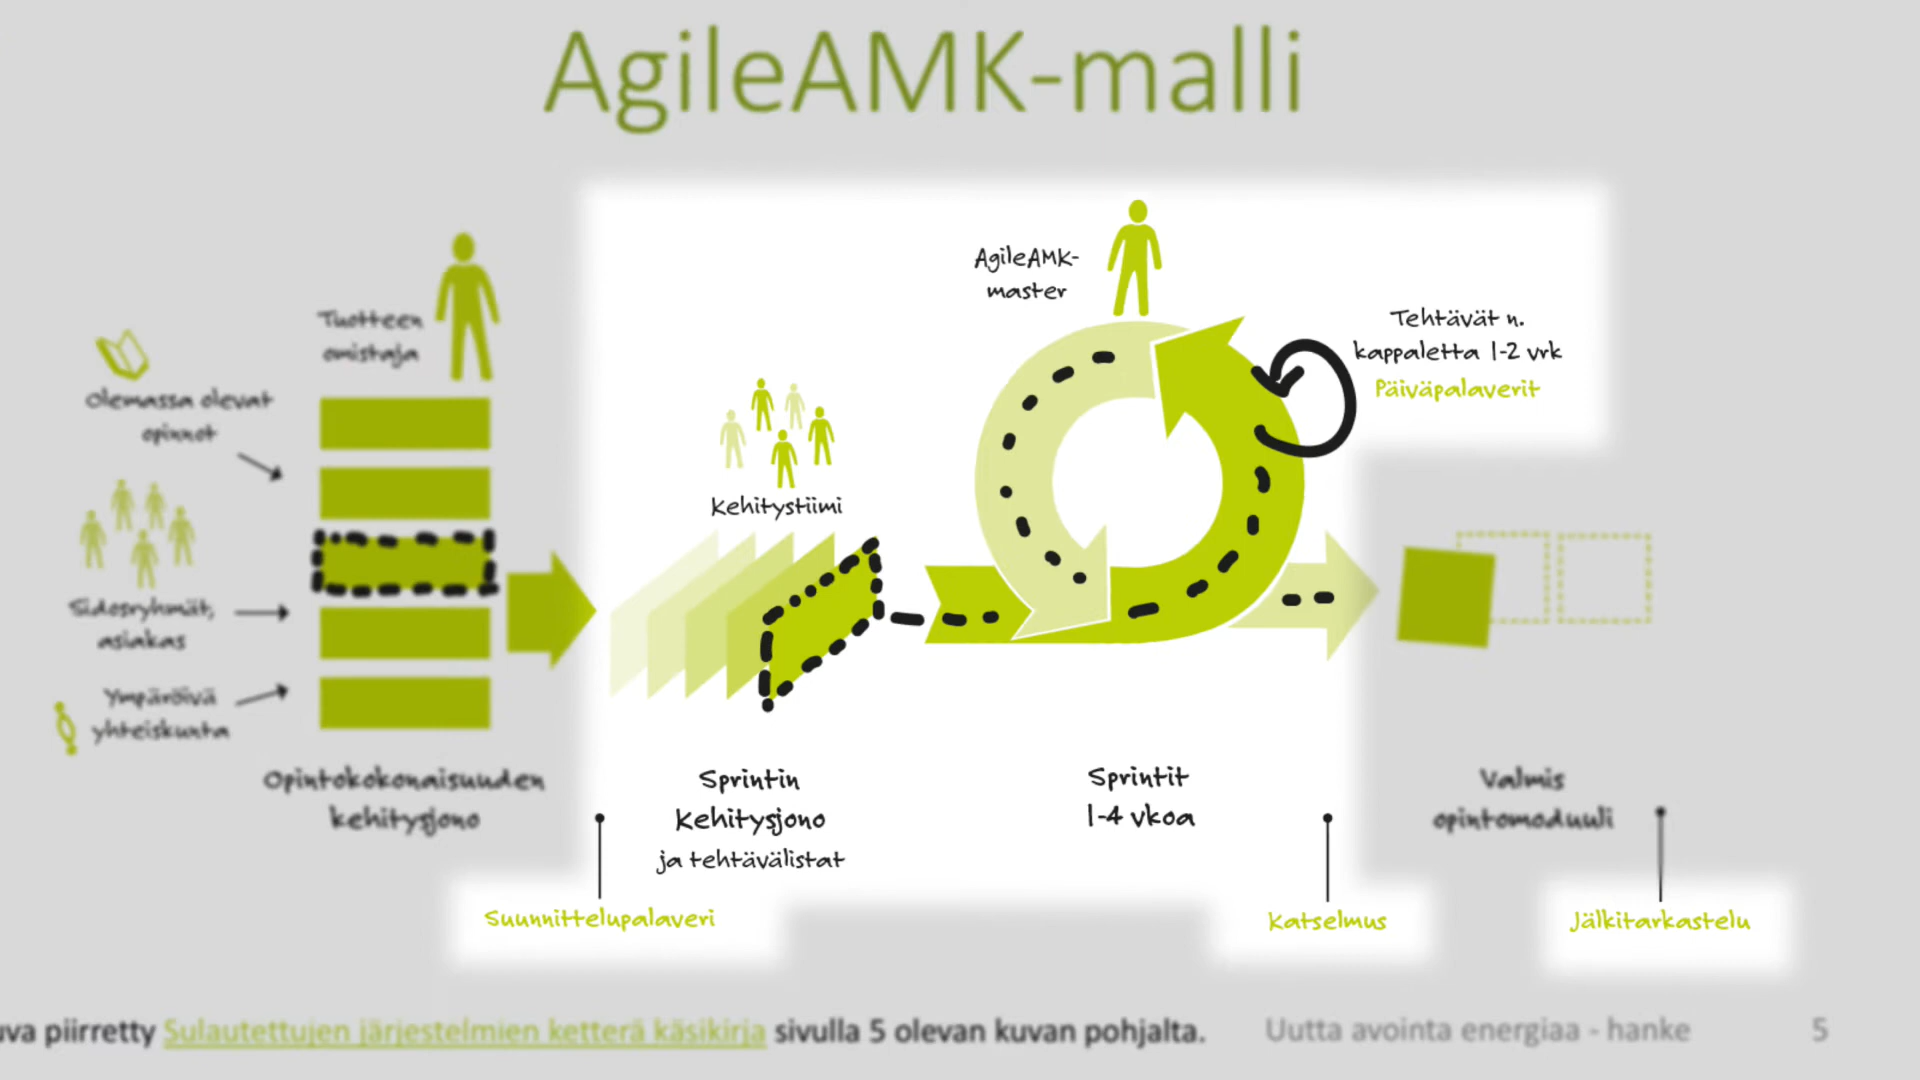 AgileAMK-malli
AgileAMK-
master
Tehtävät n.
kappaletta 1-2 vrk
Päiväpalaverit
Tuotteen
omistaja
Olemassa olevat
opinnot
Kehitystiimi
Sidosryhmät,
asiakas
Ympäröivä
yhteiskunta
Opintokokonaisuuden
kehitysjono
Sprintin
kehitysjono
ja tehtävälistat
Sprintit
1-4 vkoa
Valmis
opintomoduuli
Suunnittelupalaveri
Katselmus
Jälkitarkastelu
uva piirretty Sulautettujen järjestelmien ketterä käsikirja sivulla 5 olevan kuvan pohjalta.
Uutta avointa energiaa - hanke
5